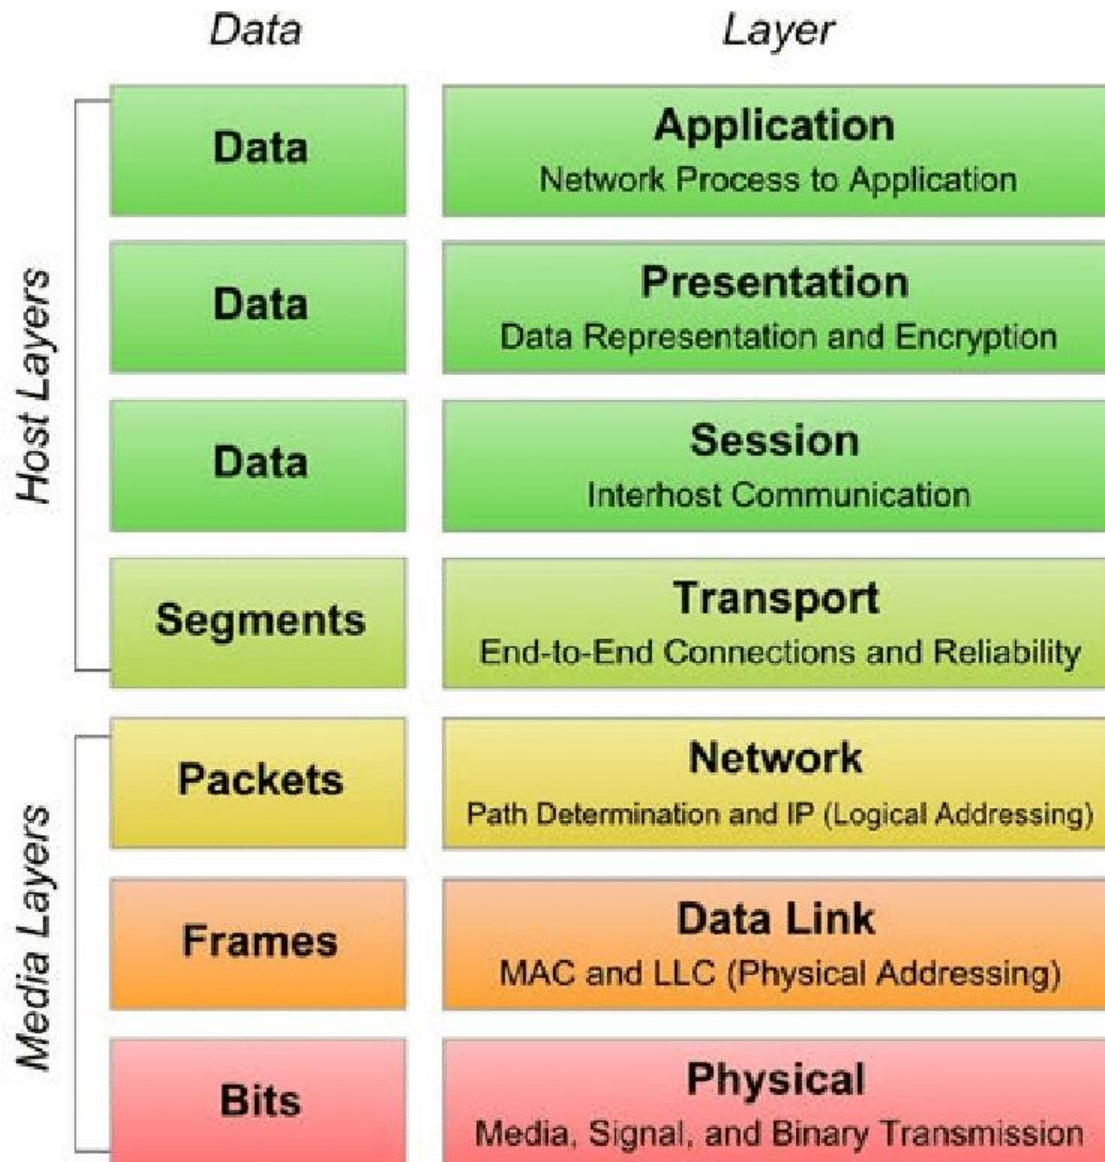 Data
Layer
Host Layers
Data
Application
Network Process to Application
Data
Presentation
Data Representation and Encryption
Data
Session
Interhost Communication
Segments
Transport
End-to-End Connections and Reliability
Media Layers
Packets
Network
Path Determination and IP (Logical Addressing)
Frames
Data Link
MAC and LLC (Physical Addressing)
Bits
Physical
Media, Signal, and Binary Transmission